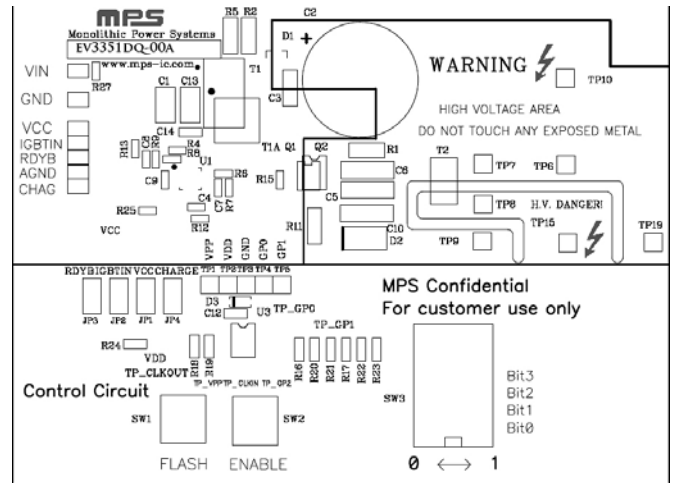 MPS
Monolithic Power Systems
EV3351DQ-00A
www.mps-ic.com
R5 R2
C2
D1 +
T1
C3
VIN
R27
GND
C1 C13
WARNING
TP10
HIGH VOLTAGE AREA
DO NOT TOUCH ANY EXPOSED METAL
VCC
IGBTIN
RDYB
AGND
CHAG
C14
R13 C8 R9
R4
R8
U1
T1A Q1 Q2
R1
T2
C6
TP7 TP6
C9
R6
R15
C5
C4
C7 R7
R25
R12
VCC
R11
C10
D2
TP8 H.V. DANGER!
TP15
TP9
TP19
VPP VDD GND GP0 GP1
RDYB IGBTIN VCC CHARGE TP1 TP2 TP3 TP4 TP5
MPS Confidential
For customer use only
JP3 JP2 JP1 JP4
D3
C12 U3 TP_GP0
TP_GP1
R24
VDD
TP_CLKOUT
R18 R19
R16 R20 R21 R17 R22 R23
Control Circuit
TP_VPP TP_CLKIN TP_GP2
SW1 SW2 SW3
Bit3
Bit2
Bit1
Bit0
FLASH ENABLE
0 ←→ 1